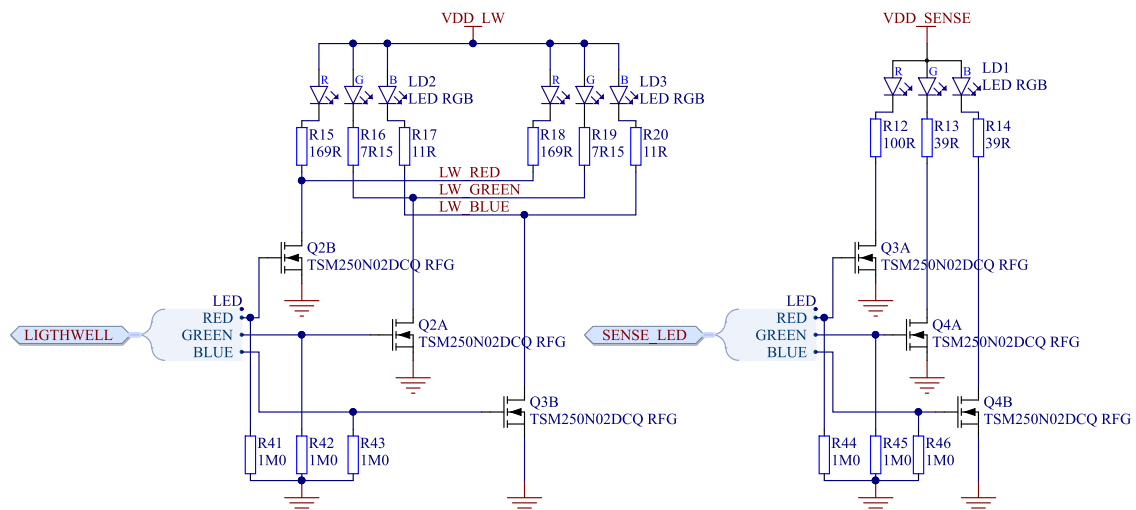 VDD_LW
VDD_SENSE
R
G
B
LD2
LED RGB
R
G
B
LD3
LED RGB
R
G
B
LD1
LED RGB
R15
169R
R16
7R15
R17
11R
R18
169R
R19
7R15
R20
11R
R12
100R
R13
39R
R14
39R
LW_RED
LW_GREEN
LW_BLUE
Q2B
TSM250N02DCQ RFG
Q3A
TSM250N02DCQ RFG
LIGTHWELL
LED
RED
GREEN
BLUE
Q2A
TSM250N02DCQ RFG
SENSE_LED
LED
RED
GREEN
BLUE
Q4A
TSM250N02DCQ RFG
Q3B
TSM250N02DCQ RFG
Q4B
TSM250N02DCQ RFG
R41
1M0
R42
1M0
R43
1M0
R44
1M0
R45
1M0
R46
1M0